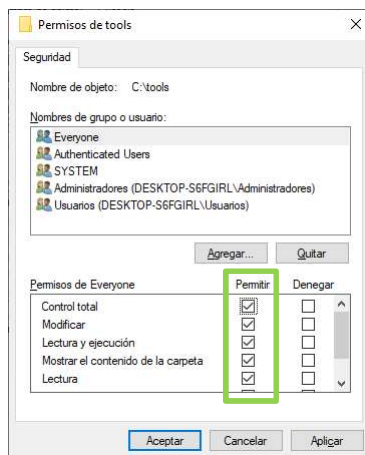 Permisos de tools
Seguridad
Nombre de objeto: C:\tools
Nombres de grupo o usuario:
Everyone
Authenticated Users
SYSTEM
Administradores (DESKTOP-S6FGIRL\Administradores)
Usuarios (DESKTOP-S6FGIRL\Usuarios)
Agregar... Quitar
Permisos de Everyone Permitir Denegar
Control total
Modificar
Lectura y ejecución
Mostrar el contenido de la carpeta
Lectura
Aceptar Cancelar Aplicar